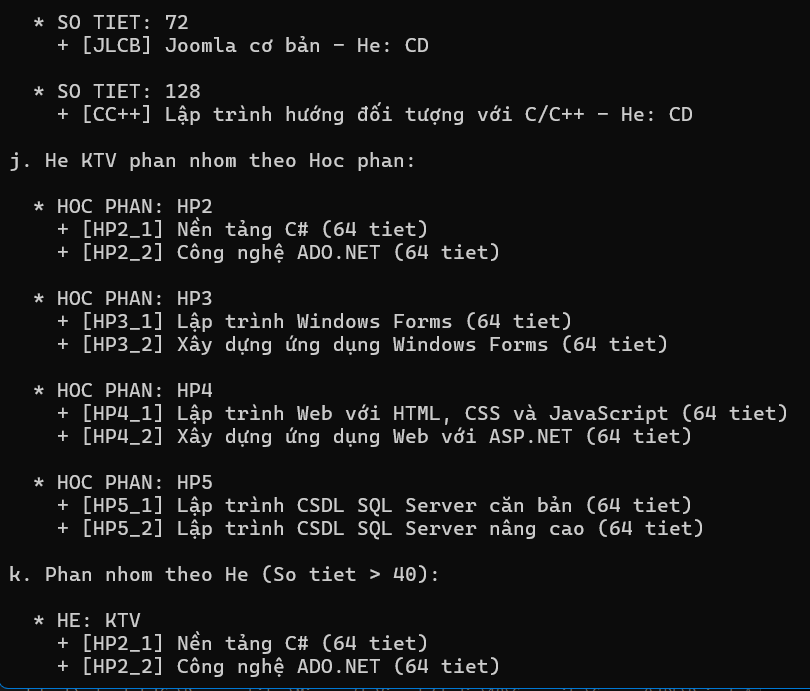 * SO TIET: 72
+ [JLCB] Joomla cơ bản - He: CD
* SO TIET: 128
+ [CC++] Lập trình hướng đối tượng với C/C++ - He: CD
j. He KTV phan nhom theo Hoc phan:
* HOC PHAN: HP2
+ [HP2_1] Nền tảng C# (64 tiet)
+ [HP2_2] Công nghệ ADO.NET (64 tiet)
* HOC PHAN: HP3
+ [HP3_1] Lập trình Windows Forms (64 tiet)
+ [HP3_2] Xây dựng ứng dụng Windows Forms (64 tiet)
* HOC PHAN: HP4
+ [HP4_1] Lập trình Web với HTML, CSS và JavaScript (64 tiet)
+ [HP4_2] Xây dựng ứng dụng Web với ASP.NET (64 tiet)
* HOC PHAN: HP5
+ [HP5_1] Lập trình CSDL SQL Server căn bản (64 tiet)
+ [HP5_2] Lập trình CSDL SQL Server nâng cao (64 tiet)
k. Phan nhom theo He (So tiet > 40):
* HE: KTV
+ [HP2_1] Nền tảng C# (64 tiet)
+ [HP2_2] Công nghệ ADO.NET (64 tiet)